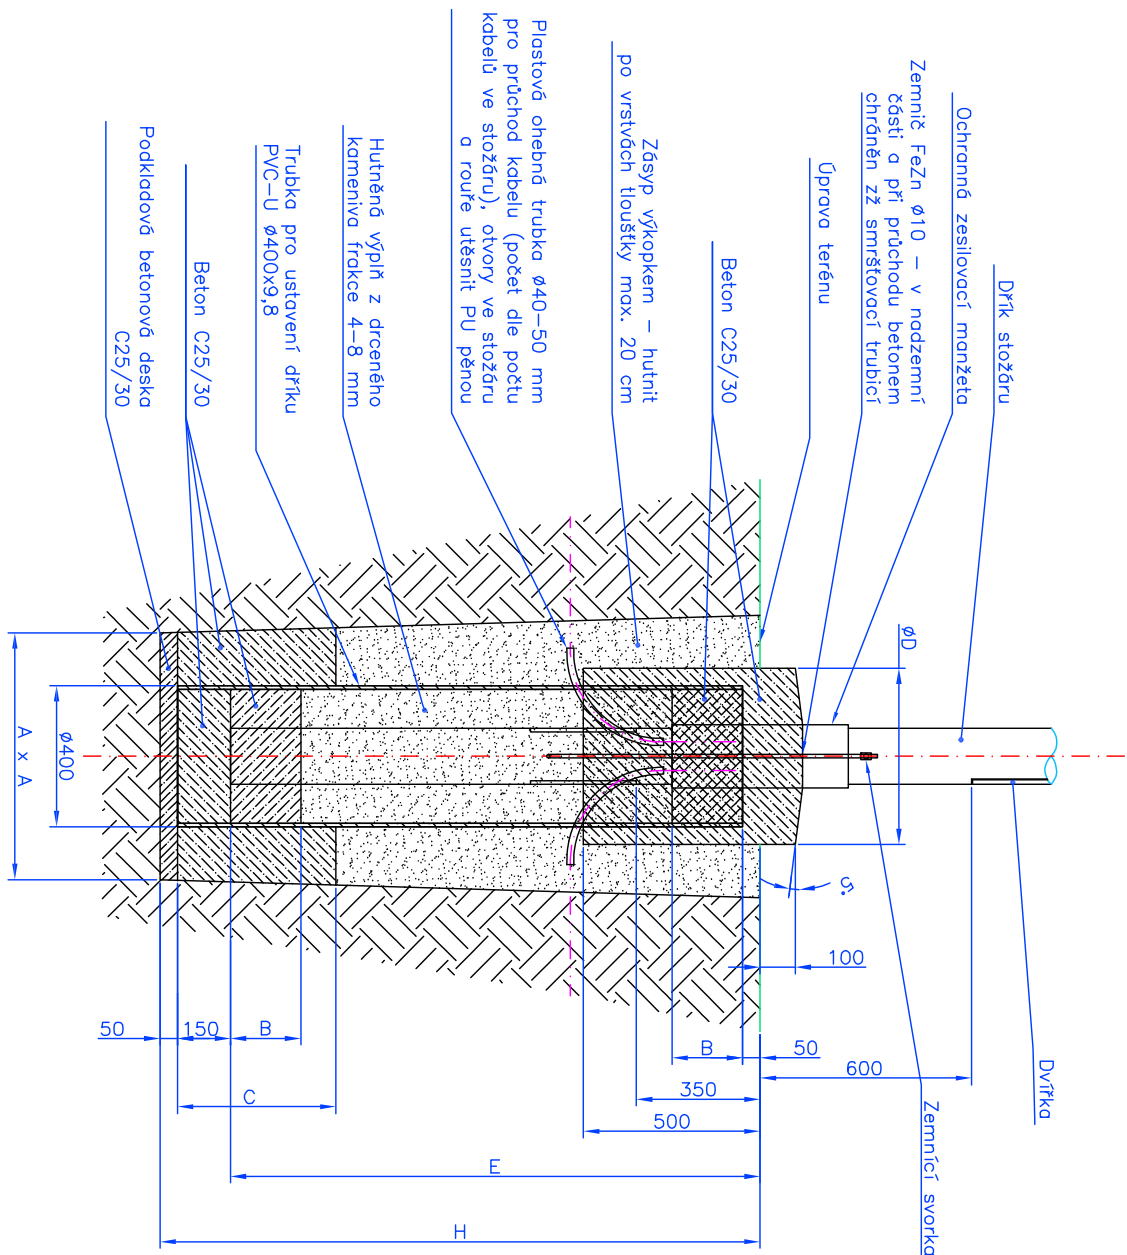 Dřík stožáru
Ochranná zesilovací manžeta
Zemnič FeZn ø10 – v nadzemní
části a při průchodu betonem
chráněn zž smršťovací trubicí
Úprava terénu
Beton C25/30
Zásyp výkopkem – hutnit
po vrstvách tloušťky max. 20 cm
Plastová ohebná trubka ø40–50 mm
pro průchod kabelu (počet dle počtu
kabelů ve stožáru), otvory ve stožáru
a rouře utěsnit PU pěnou
Hutněná výplň z drceného
kameniva frakce 4–8 mm
Trubka pro ustavení dříku
PVC–U ø400x9,8
Beton C25/30
Podkladová betonová deska
C25/30
Dvířka
Zemnící svorka
øD
5°
100
600
50
B
350
500
E
H
C
B
150
50
ø400
A x A